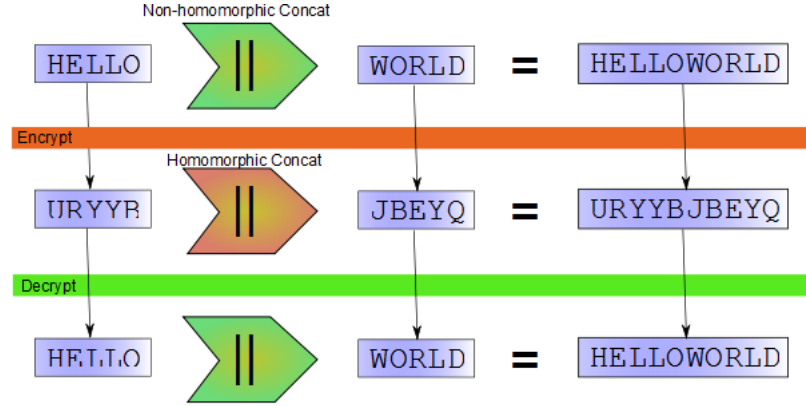 Non-homomorphic Concat
HELLO || WORLD = HELLOWORLD
Encrypt
Homomorphic Concat
URYYB || JBEYQ = URYYBJBEYQ
Decrypt
HELLO || WORLD = HELLOWORLD